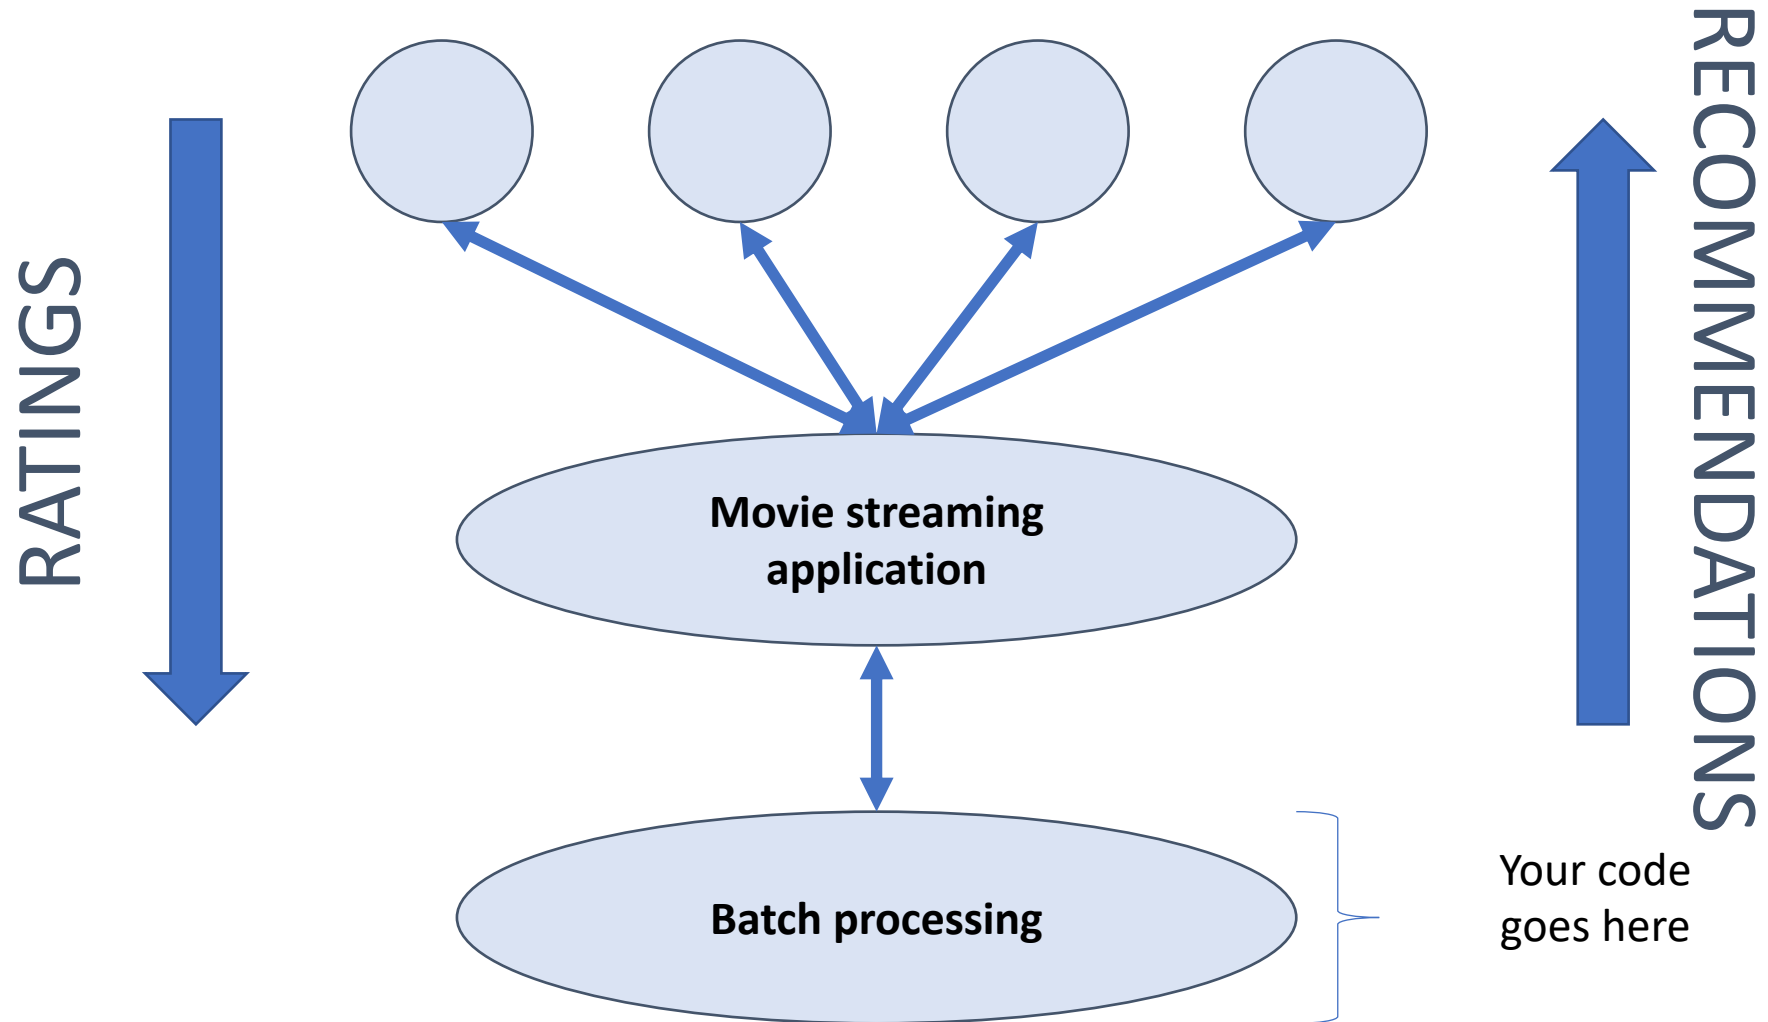 RATINGS
RECOMMENDATIONS
Movie streaming
application
Batch processing
Your code
goes here